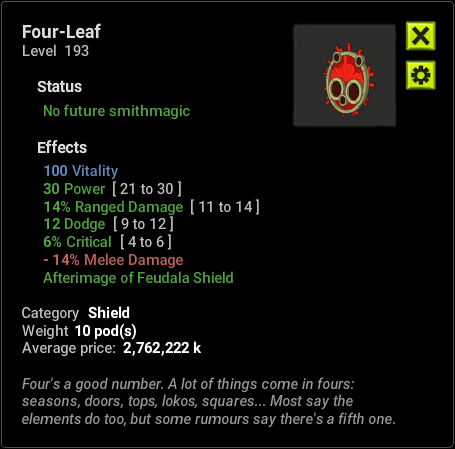 Four-Leaf
Level 193
Status
No future smithmagic
Effects
100 Vitality
30 Power [ 21 to 30 ]
14% Ranged Damage [ 11 to 14 ]
12 Dodge [ 9 to 12 ]
6% Critical [ 4 to 6 ]
- 14% Melee Damage
Afterimage of Feudala Shield
Category Shield
Weight 10 pod(s)
Average price: 2,762,222 k
Four's a good number. A lot of things come in fours:
seasons, doors, tops, lokos, squares... Most say the
elements do too, but some rumours say there's a fifth one.